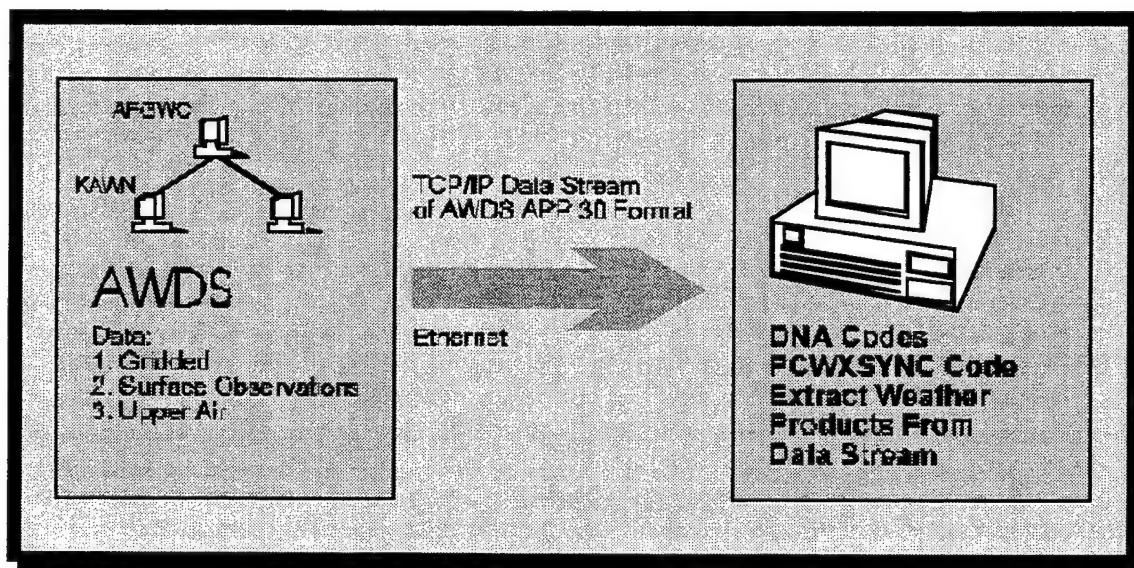 AFGWC
KAWN
AWDS
Data:
1. Gridded
2. Surface Observations
3. Upper Air
TCP/IP Data Stream
of AWDS APP 30 Format
Ethernet
DNA Codes
PCWXSYNC Code
Extract Weather
Products From
Data Stream